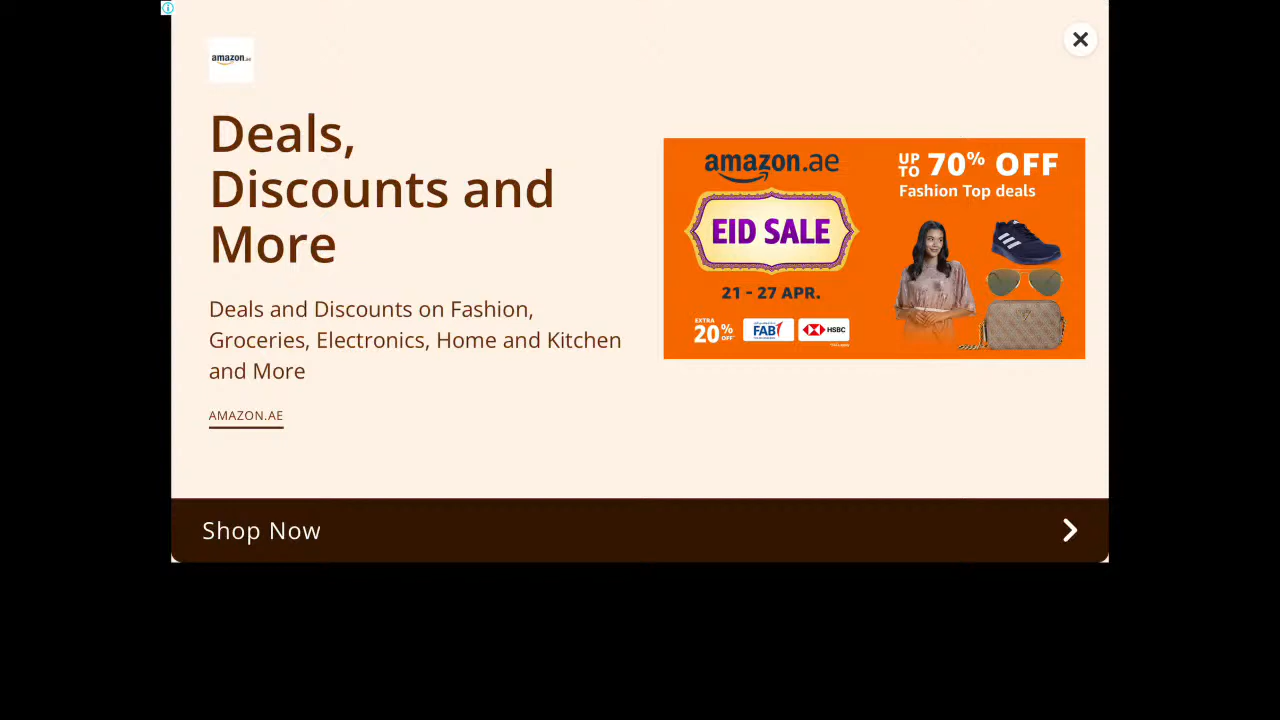 amazon.ae
Deals,
Discounts and
More
Deals and Discounts on Fashion,
Groceries, Electronics, Home and Kitchen
and More
AMAZON.AE
amazon.ae
EID SALE
21 - 27 APR.
EXTRA
20% OFF
FAB
HSBC
UP TO 70% OFF
Fashion Top deals
Shop Now